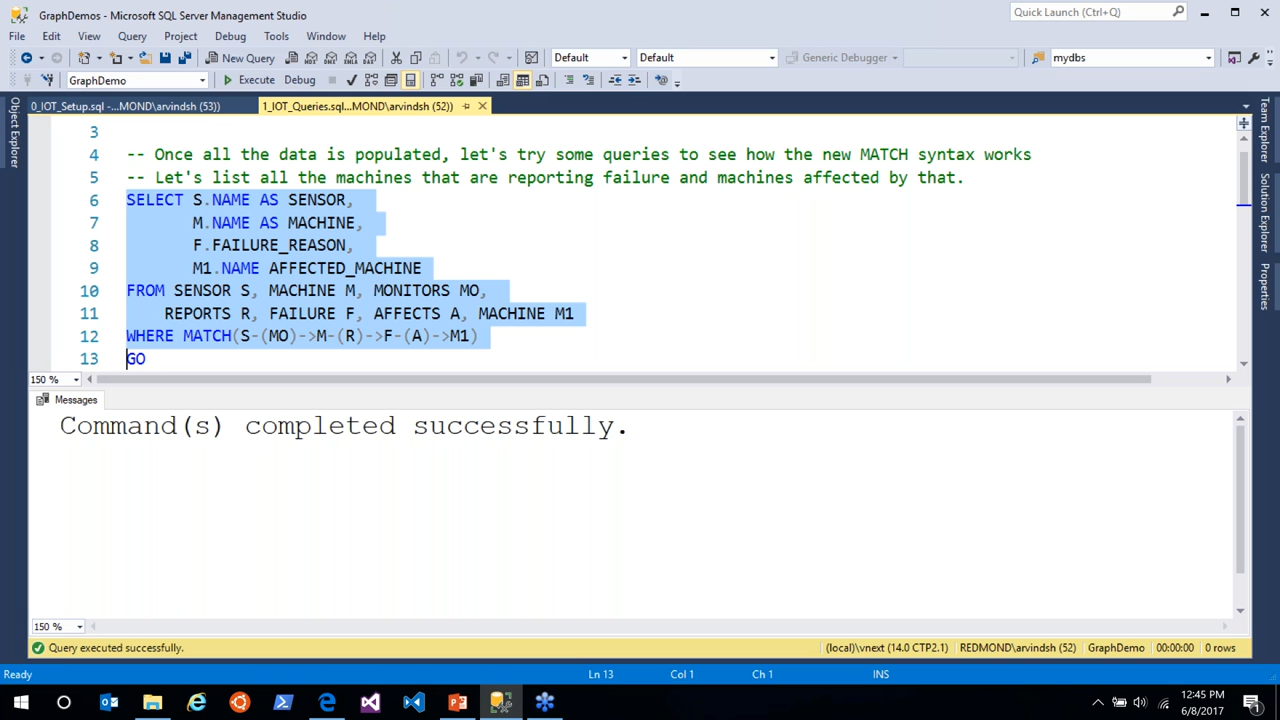 GraphDemos - Microsoft SQL Server Management Studio
Quick Launch (Ctrl+Q)
File Edit View Query Project Debug Tools Window Help
New Query Default Default Generic Debugger mydbs
GraphDemo Execute Debug
0_IOT_Setup.sql -...MOND\arvindsh (53)) 1_IOT_Queries.sql...MOND\arvindsh (52))
Object Explorer
Team Explorer
Solution Explorer
Properties
3
4 -- Once all the data is populated, let's try some queries to see how the new MATCH syntax works
5 -- Let's list all the machines that are reporting failure and machines affected by that.
6 SELECT S.NAME AS SENSOR,
7 M.NAME AS MACHINE,
8 F.FAILURE_REASON,
9 M1.NAME AFFECTED_MACHINE
10 FROM SENSOR S, MACHINE M, MONITORS MO,
11 REPORTS R, FAILURE F, AFFECTS A, MACHINE M1
12 WHERE MATCH(S-(MO)->M-(R)->F-(A)->M1)
13 GO
150 %
Messages
Command(s) completed successfully.
150 %
Query executed successfully. (local)\vnext (14.0 CTP2.1) REDMOND\arvindsh (52) GraphDemo 00:00:00 0 rows
Ready Ln 13 Col 1 Ch 1 INS
12:45 PM
6/8/2017